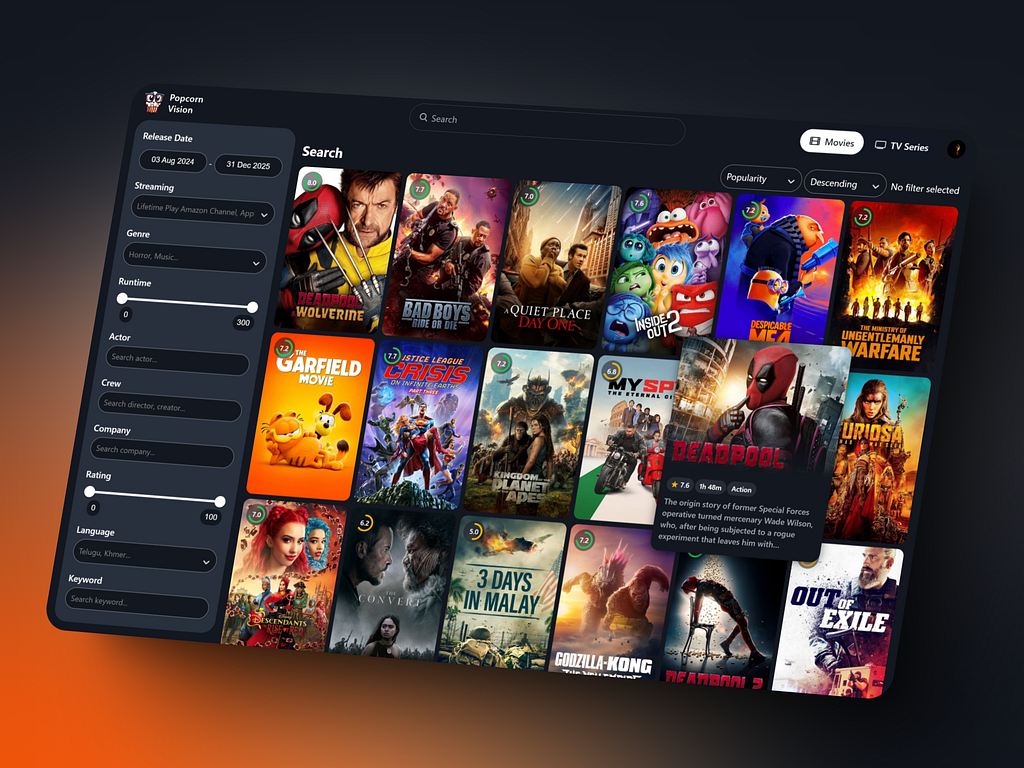 Popcorn
Vision
Search
Movies
TV Series
Release Date
03 Aug 2024 - 31 Dec 2025
Streaming
Lifetime Play Amazon Channel, App
Genre
Horror, Music...
Runtime
0
300
Actor
Search actor...
Crew
Search director, creator...
Company
Search company...
Rating
0
100
Language
Telugu, Khmer...
Keyword
Search keyword...
Search
Popularity
Descending
No filter selected
8.0
DEADPOOL
WOLVERINE
7.7
BAD BOYS
RIDE OR DIE
7.0
A QUIET PLACE
DAY ONE
7.6
INSIDE
OUT 2
7.2
DESPICABLE
ME4
7.2
THE MINISTRY OF
UNGENTLEMANLY
WARFARE
7.2
THE
GARFIELD
MOVIE
7.7
JUSTICE LEAGUE
CRISIS
ON INFINITE EARTHS
PART THREE
7.2
KINGDOM OF THE
PLANET
OF THE
APES
6.8
MY SP
THE ETERNAL CI
DEADPOOL
7.6
1h 48m
Action
The origin story of former Special Forces
operative turned mercenary Wade Wilson,
who, after being subjected to a rogue
experiment that leaves him with...
FURIOSA
7.0
Disney
DESCENDANTS
RISE OF RED
6.2
THE
CONVERT
5.0
3 DAYS
IN MALAY
7.2
GODZILLA KONG
DEADPOOL 2
OUT
OF
EXILE